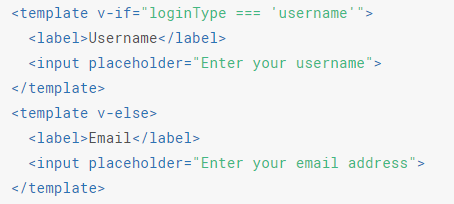 <template v-if="loginType === 'username'">
  <label>Username</label>
  <input placeholder="Enter your username">
</template>
<template v-else>
  <label>Email</label>
  <input placeholder="Enter your email address">
</template>